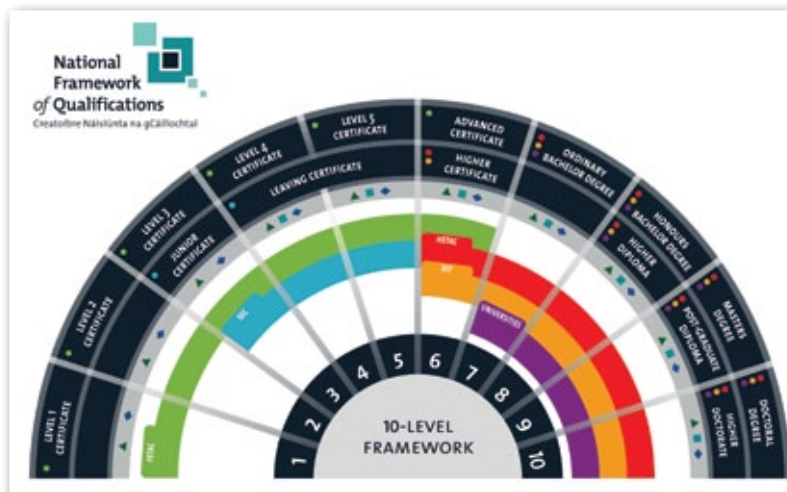 National
Framework
of Qualifications
Creatoibre Náisiúnta na gCáilíochtaí
LEVEL 1
CERTIFICATE
LEVEL 2
CERTIFICATE
LEVEL 3
CERTIFICATE
JUNIOR
CERTIFICATE
LEVEL 4
CERTIFICATE
LEVEL 5
CERTIFICATE
LEAVING CERTIFICATE
ADVANCED
CERTIFICATE
HIGHER
CERTIFICATE
ORDINARY
BACHELOR DEGREE
HONOURS
BACHELOR DEGREE
HIGHER
DIPLOMA
MASTERS
DEGREE
POST-GRADUATE
DIPLOMA
DOCTORAL
DEGREE
HIGHER
DOCTORATE
FETAC
SEC
HETAC
DIT
UNIVERSITIES
1
2
3
4
5
6
7
8
9
10
10-LEVEL
FRAMEWORK